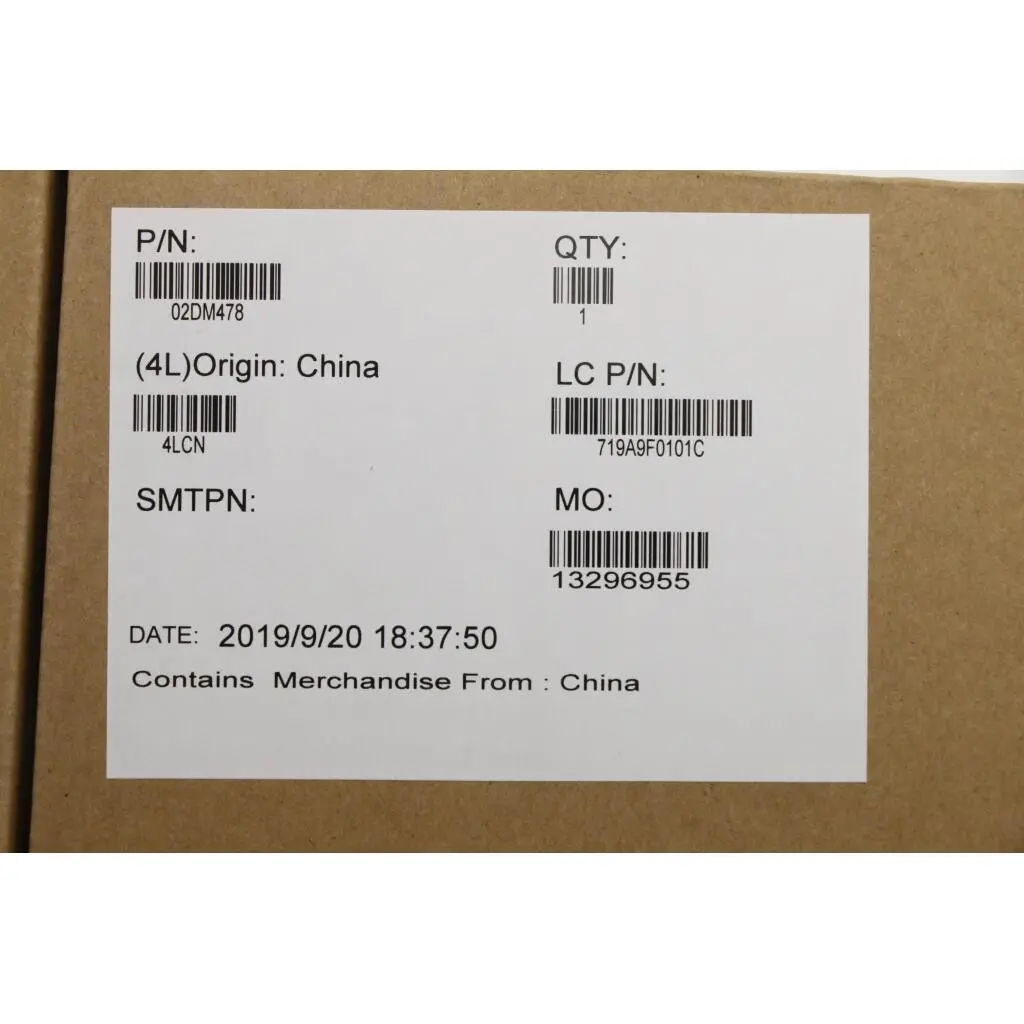 P/N:
02DM478
QTY:
1
(4L)Origin: China
4LCN
LC P/N:
719A9F0101C
SMTPN:
MO:
13296955
DATE: 2019/9/20 18:37:50
Contains Merchandise From : China